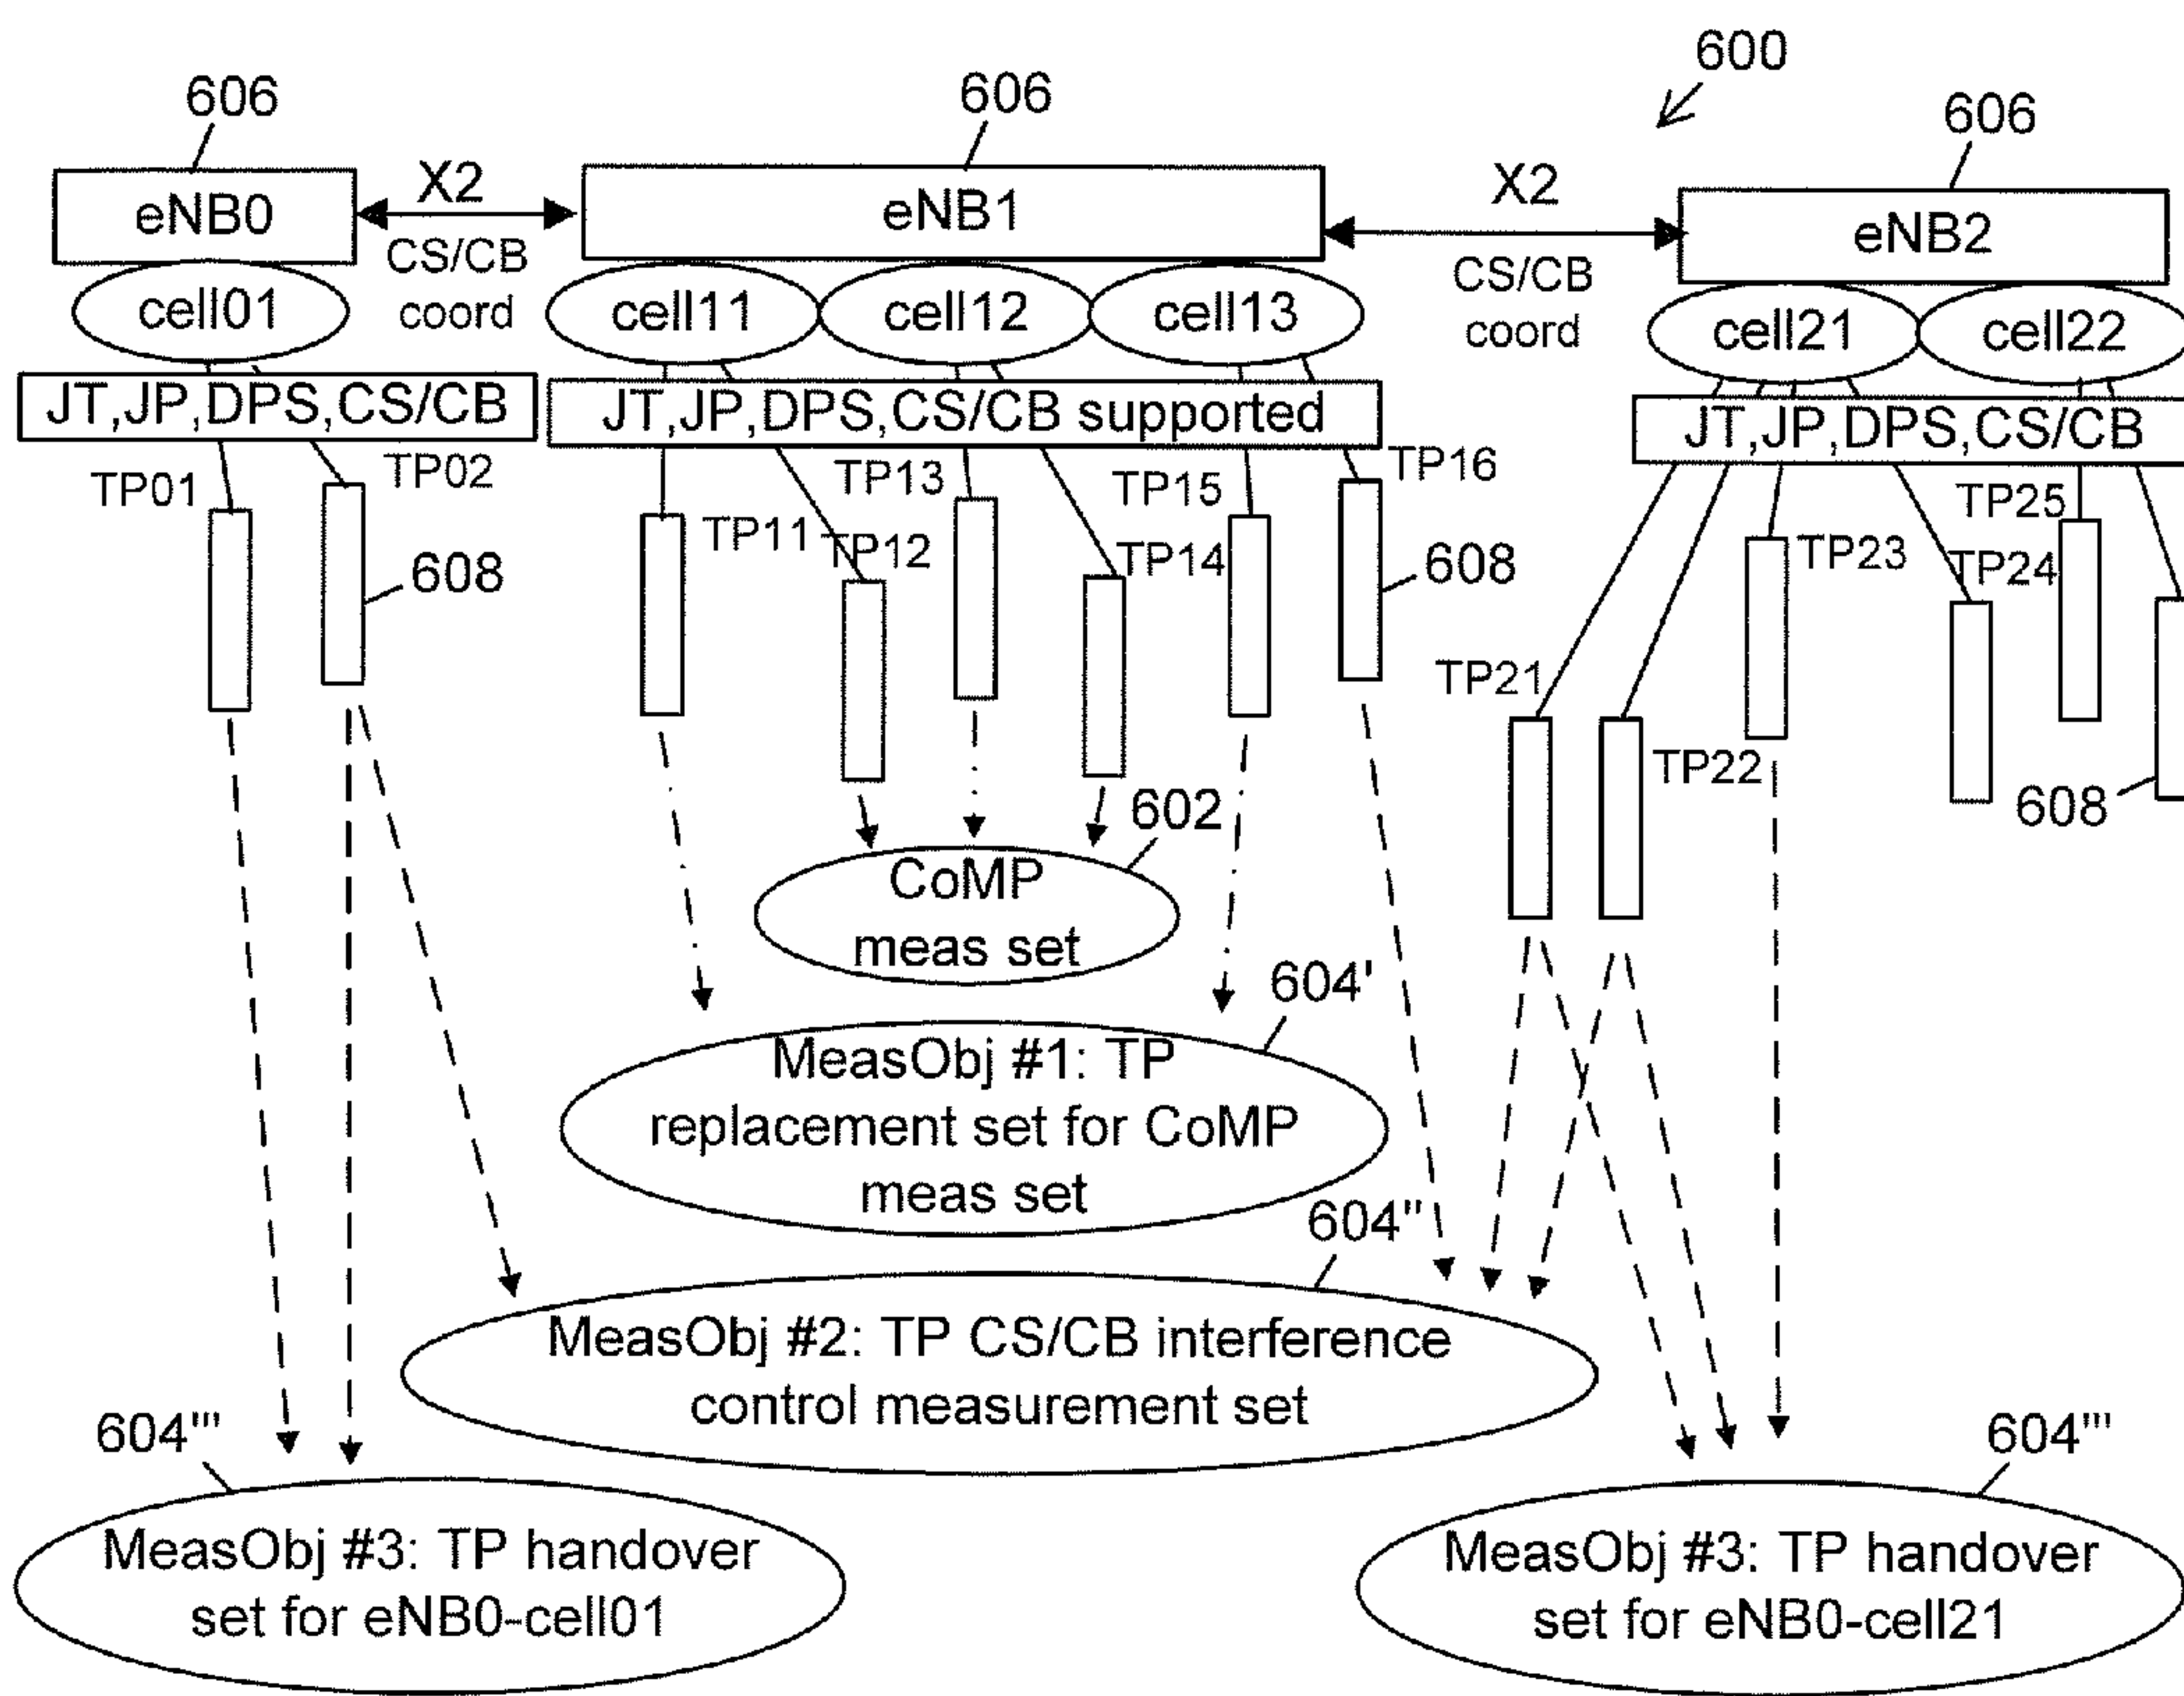 600
606
606
606
eNB0
X2
eNB1
X2
eNB2
CS/CB
coord
CS/CB
coord
cell01
cell11
cell12
cell13
cell21
cell22
JT,JP,DPS,CS/CB
JT,JP,DPS,CS/CB supported
JT,JP,DPS,CS/CB
TP01
TP02
TP11
TP12
TP13
TP14
TP15
TP16
TP21
TP22
TP23
TP24
TP25
608
608
608
602
CoMP
meas set
604'
MeasObj #1: TP
replacement set for CoMP
meas set
604''
MeasObj #2: TP CS/CB interference
control measurement set
604'''
MeasObj #3: TP handover
set for eNB0-cell01
604'''
MeasObj #3: TP handover
set for eNB0-cell21